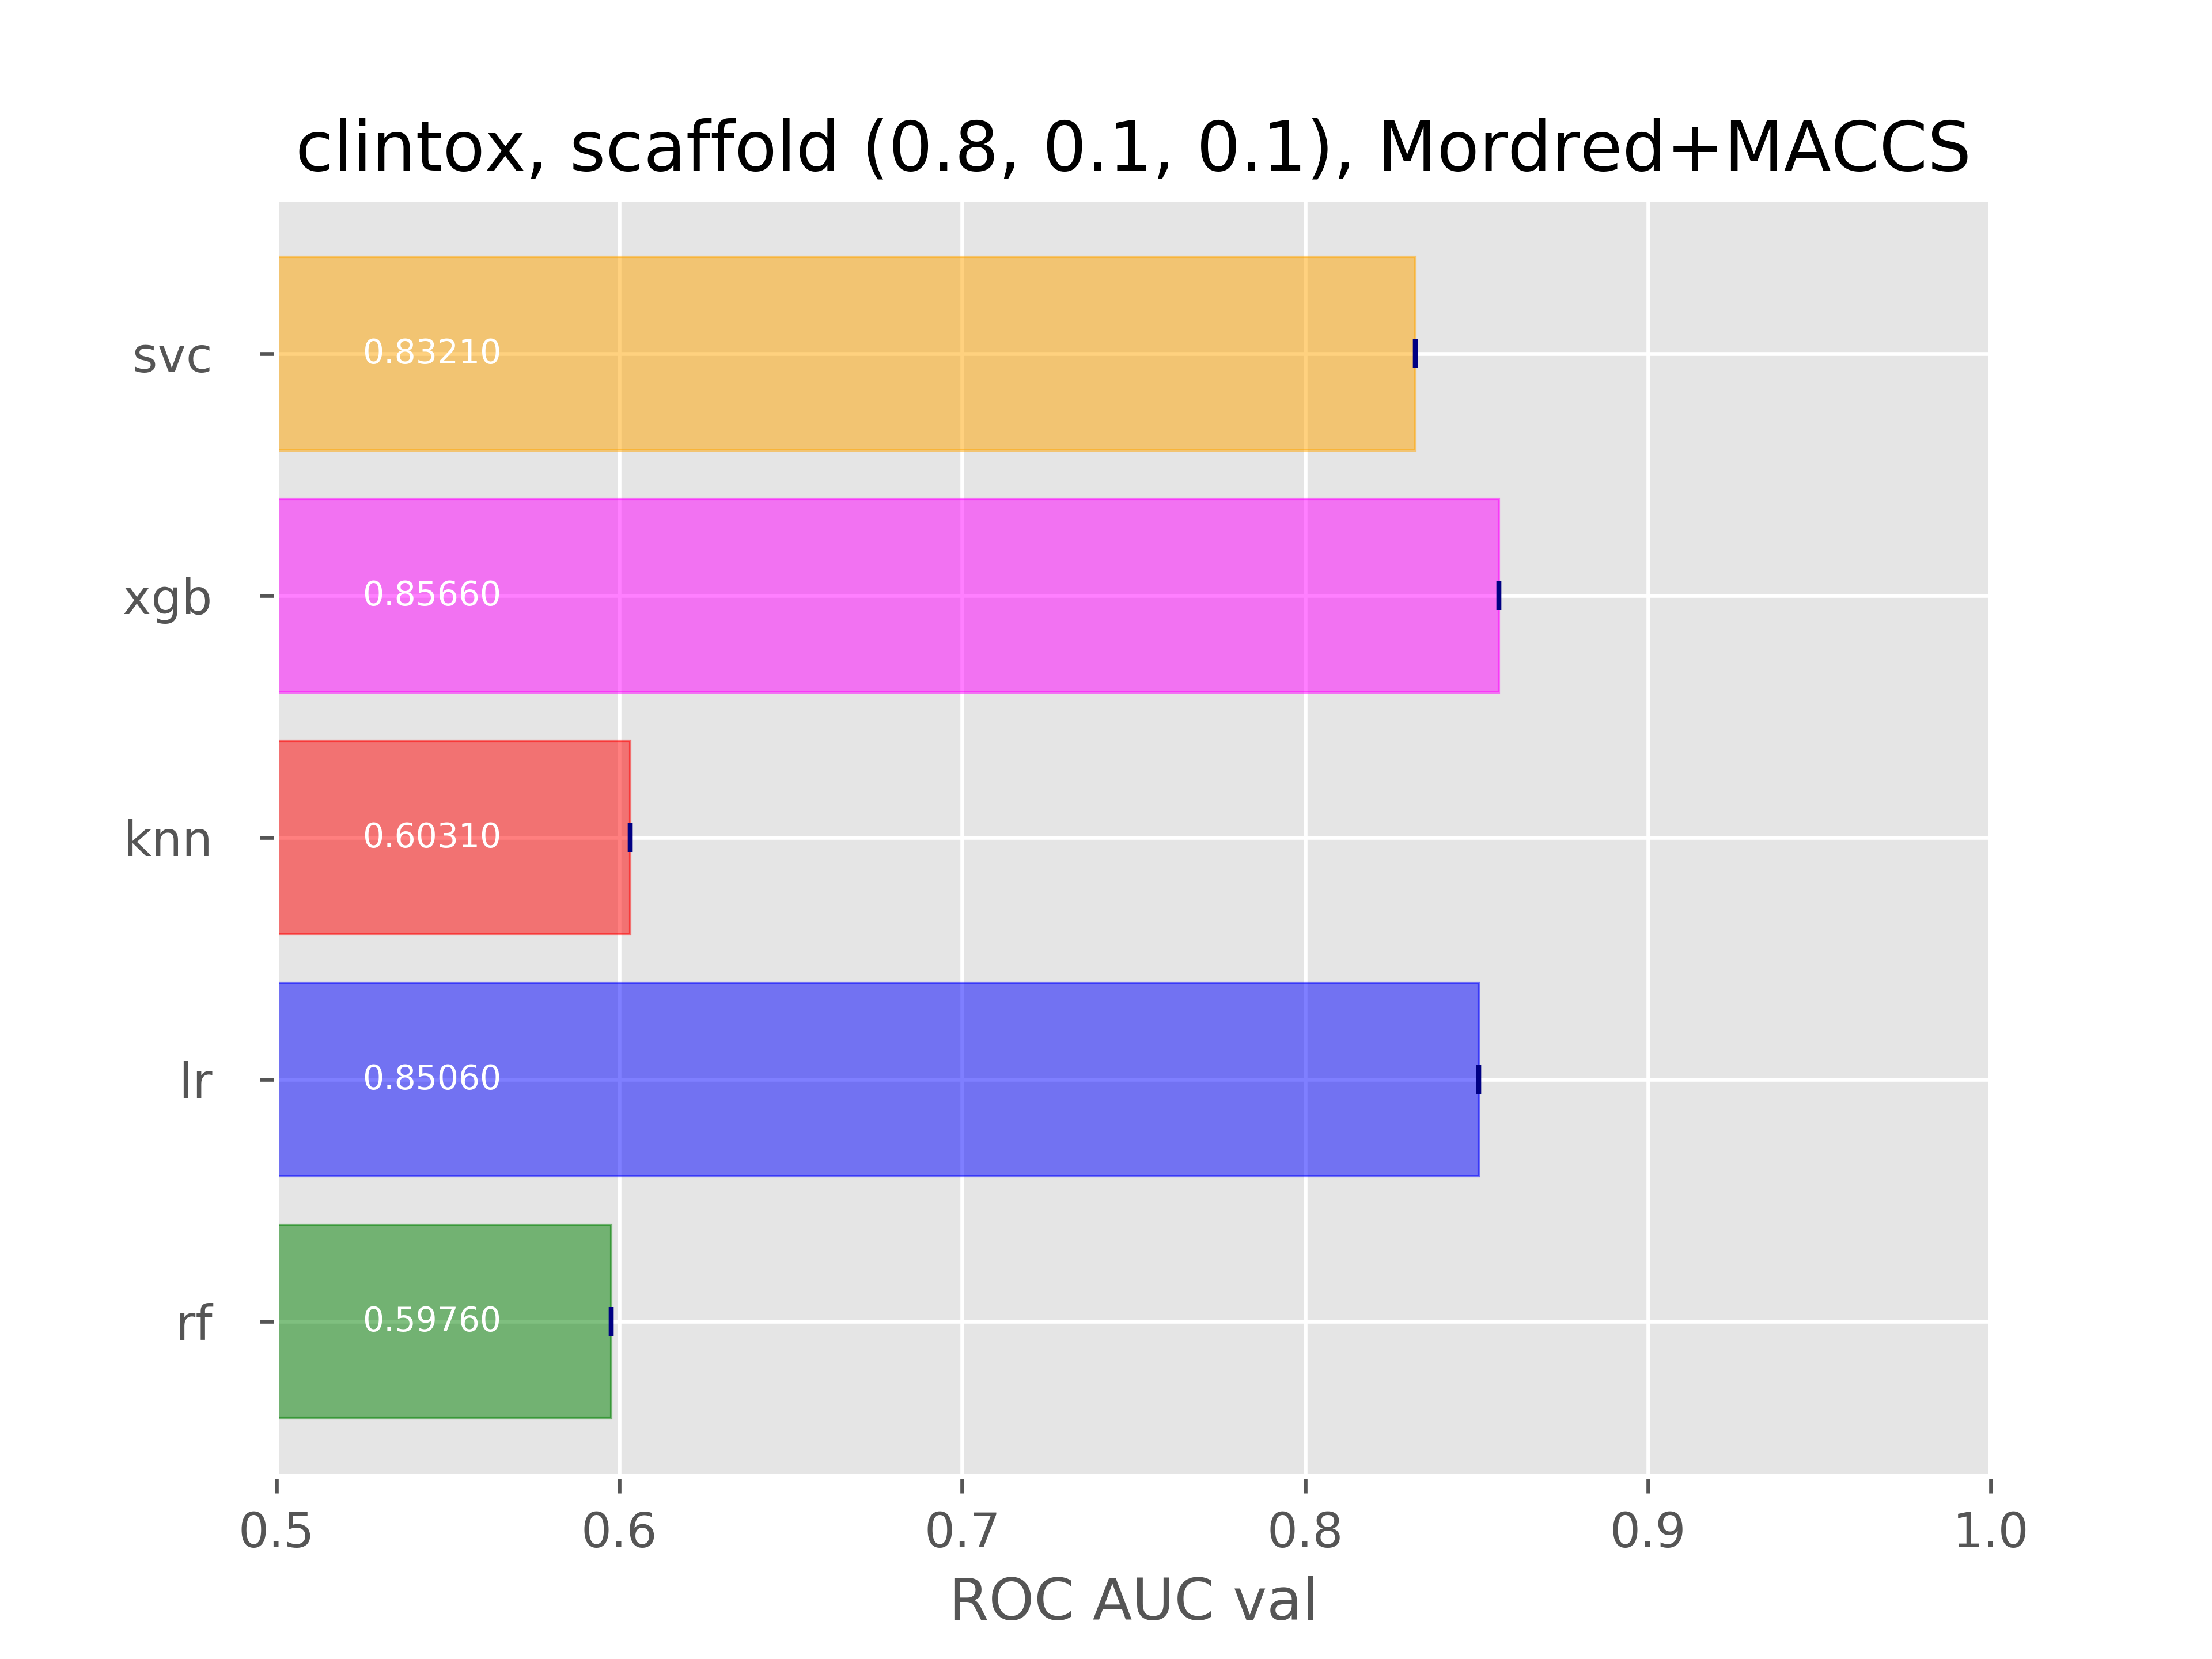 clintox, scaffold (0.8, 0.1, 0.1), Mordred+MACCS
svc
0.83210
xgb
0.85660
knn
0.60310
lr
0.85060
rf
0.59760
0.5 0.6 0.7 0.8 0.9 1.0
ROC AUC val